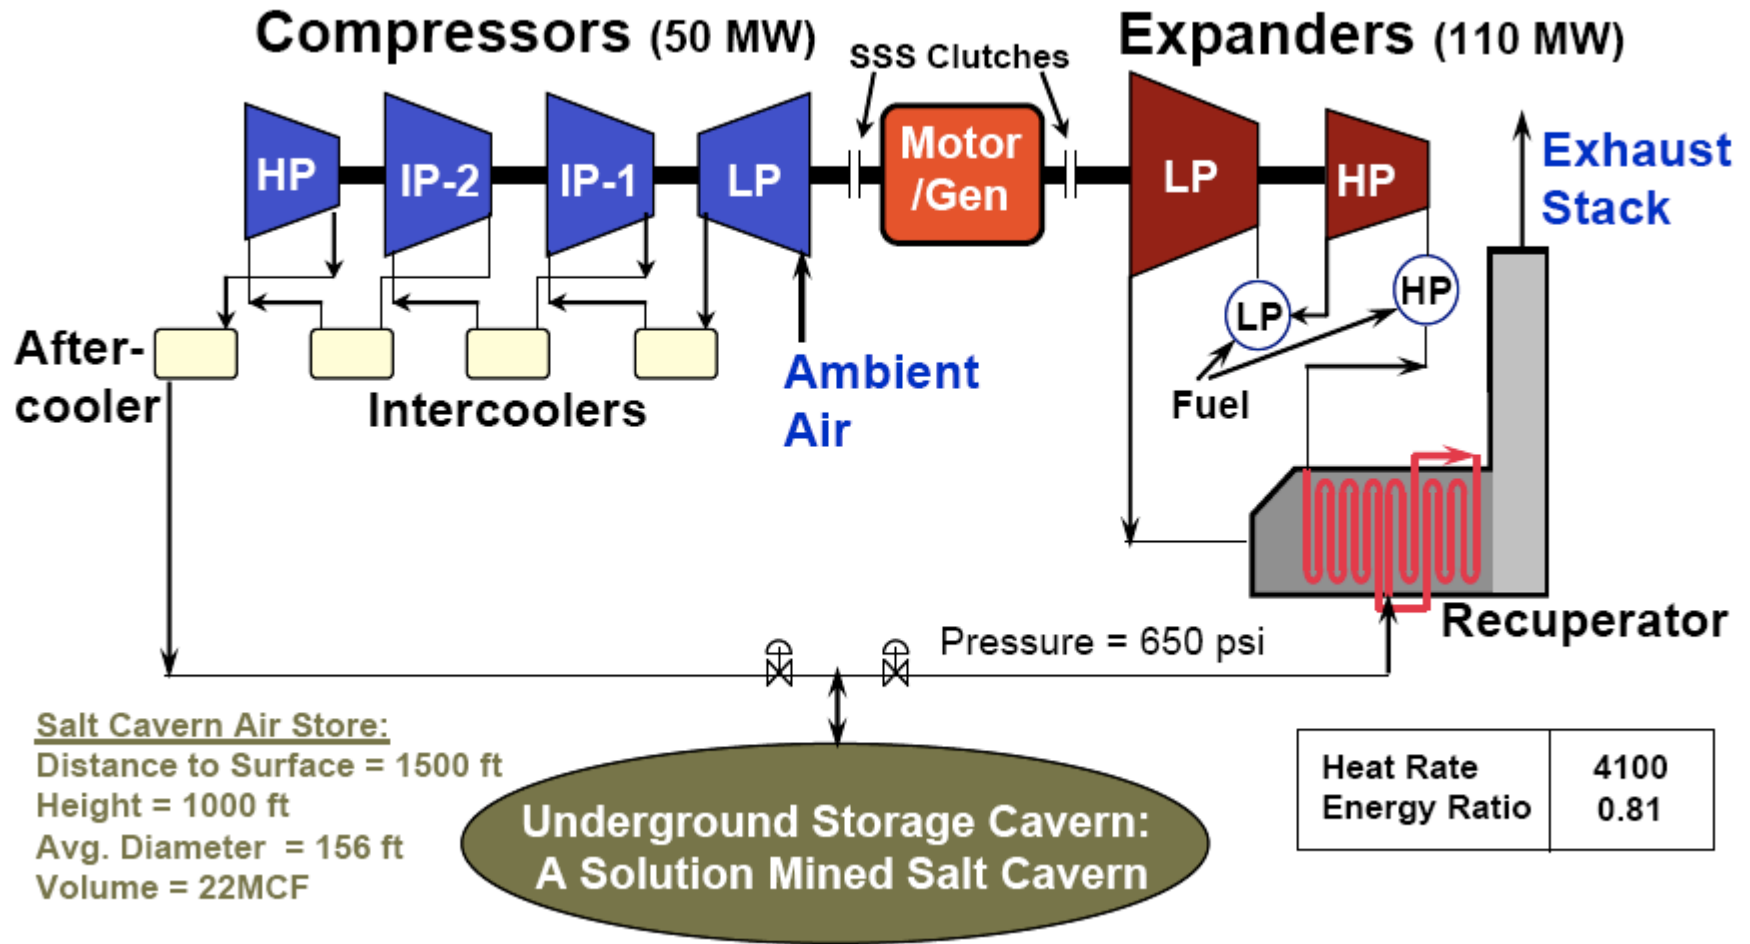 Compressors (50 MW)
SSS Clutches
Expanders (110 MW)
HP
IP-2
IP-1
LP
Motor
/Gen
LP
HP
Exhaust
Stack
LP
HP
After-
cooler
Intercoolers
Ambient
Air
Fuel
Recuperator
Pressure = 650 psi
Salt Cavern Air Store:
Distance to Surface = 1500 ft
Height = 1000 ft
Avg. Diameter = 156 ft
Volume = 22MCF
Underground Storage Cavern:
A Solution Mined Salt Cavern
Heat Rate 4100
Energy Ratio 0.81